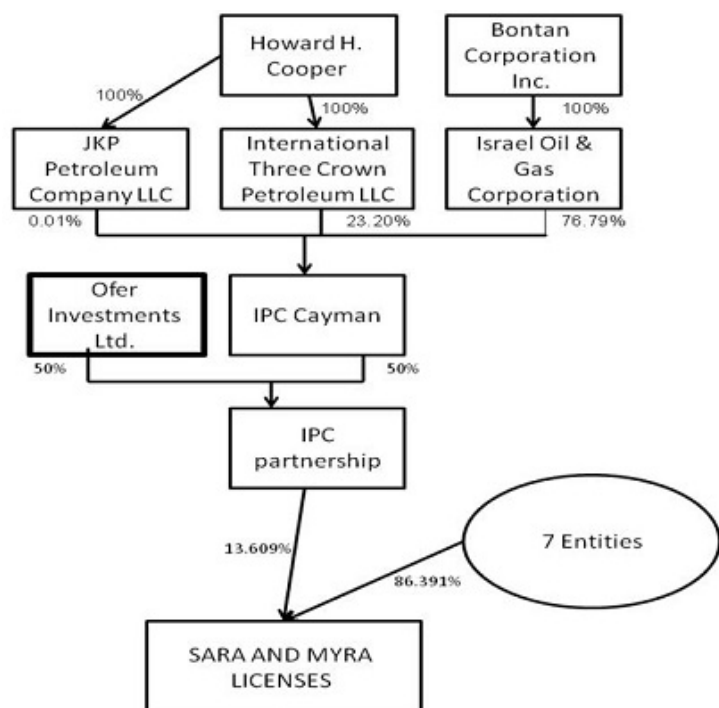 Howard H.
Cooper
Bontan
Corporation
Inc.
100%
100%
100%
JKP
Petroleum
Company LLC
International
Three Crown
Petroleum LLC
Israel Oil &
Gas
Corporation
0.01%
23.20%
76.79%
Ofer
Investments
Ltd.
IPC Cayman
50%
50%
IPC
partnership
7 Entities
13.609%
86.391%
SARA AND MYRA
LICENSES